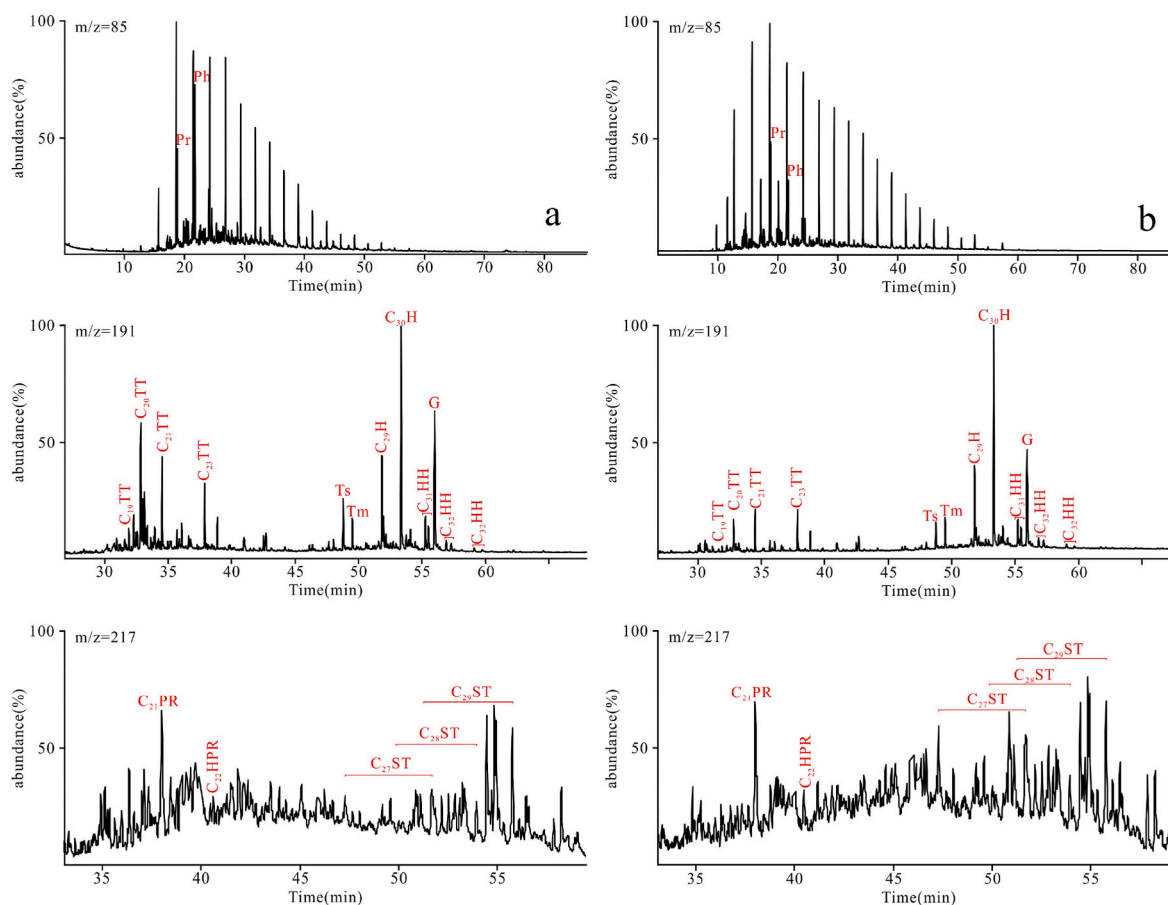 m/z=85
abundance(%)
100
50
Pr
Ph
a
10 20 30 40 50 60 70 80
Time(min)
m/z=85
abundance(%)
100
50
Pr
Ph
b
10 20 30 40 50 60 70 80
Time(min)
m/z=191
abundance(%)
100
50
C₁₉TT
C₂₀TT
C₂₁TT
C₂₃TT
Ts
Tm
C₂₉H
C₃₀H
C₃₁HH
G
C₃₂HH
C₃₂HH
30 35 40 45 50 55 60
Time(min)
m/z=191
abundance(%)
100
50
C₁₉TT
C₂₀TT
C₂₁TT
C₂₃TT
Ts
Tm
C₂₉H
C₃₀H
C₃₁HH
G
C₃₂HH
C₃₂HH
30 35 40 45 50 55 60
Time(min)
m/z=217
abundance(%)
100
50
C₂₁PR
C₂₂HPR
C₂₉ST
C₂₈ST
C₂₇ST
35 40 45 50 55
Time(min)
m/z=217
abundance(%)
100
50
C₂₁PR
C₂₂HPR
C₂₉ST
C₂₈ST
C₂₇ST
35 40 45 50 55
Time(min)